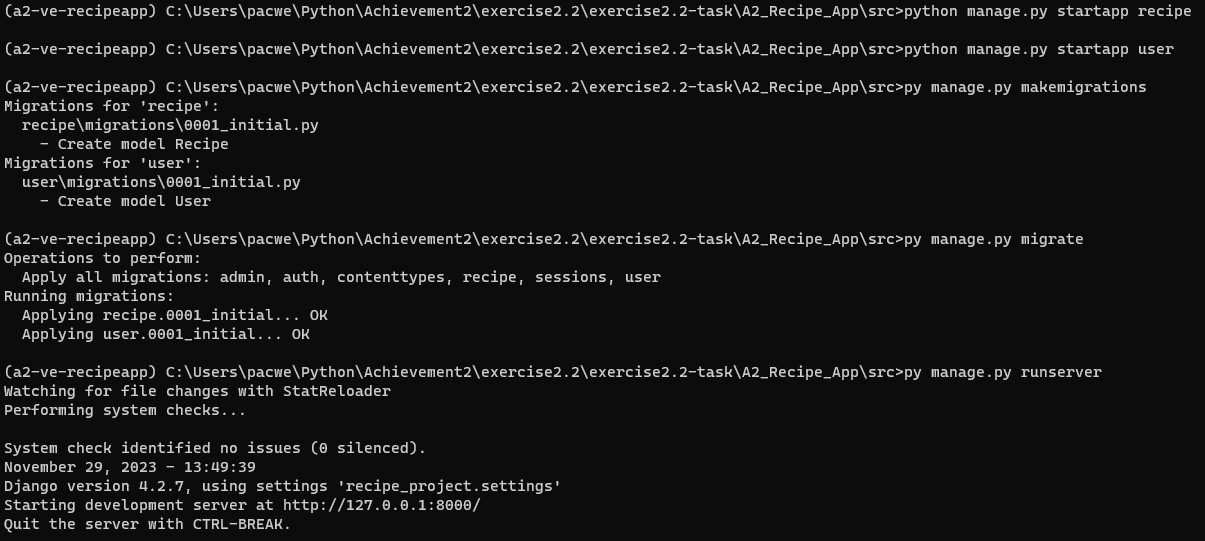 (a2-ve-recipeapp) C:\Users\pacwe\Python\Achievement2\exercise2.2\exercise2.2-task\A2_Recipe_App\src>python manage.py startapp recipe
(a2-ve-recipeapp) C:\Users\pacwe\Python\Achievement2\exercise2.2\exercise2.2-task\A2_Recipe_App\src>python manage.py startapp user
(a2-ve-recipeapp) C:\Users\pacwe\Python\Achievement2\exercise2.2\exercise2.2-task\A2_Recipe_App\src>py manage.py makemigrations
Migrations for 'recipe':
  recipe\migrations\0001_initial.py
    - Create model Recipe
Migrations for 'user':
  user\migrations\0001_initial.py
    - Create model User
(a2-ve-recipeapp) C:\Users\pacwe\Python\Achievement2\exercise2.2\exercise2.2-task\A2_Recipe_App\src>py manage.py migrate
Operations to perform:
  Apply all migrations: admin, auth, contenttypes, recipe, sessions, user
Running migrations:
  Applying recipe.0001_initial... OK
  Applying user.0001_initial... OK
(a2-ve-recipeapp) C:\Users\pacwe\Python\Achievement2\exercise2.2\exercise2.2-task\A2_Recipe_App\src>py manage.py runserver
Watching for file changes with StatReloader
Performing system checks...
System check identified no issues (0 silenced).
November 29, 2023 - 13:49:39
Django version 4.2.7, using settings 'recipe_project.settings'
Starting development server at http://127.0.0.1:8000/
Quit the server with CTRL-BREAK.